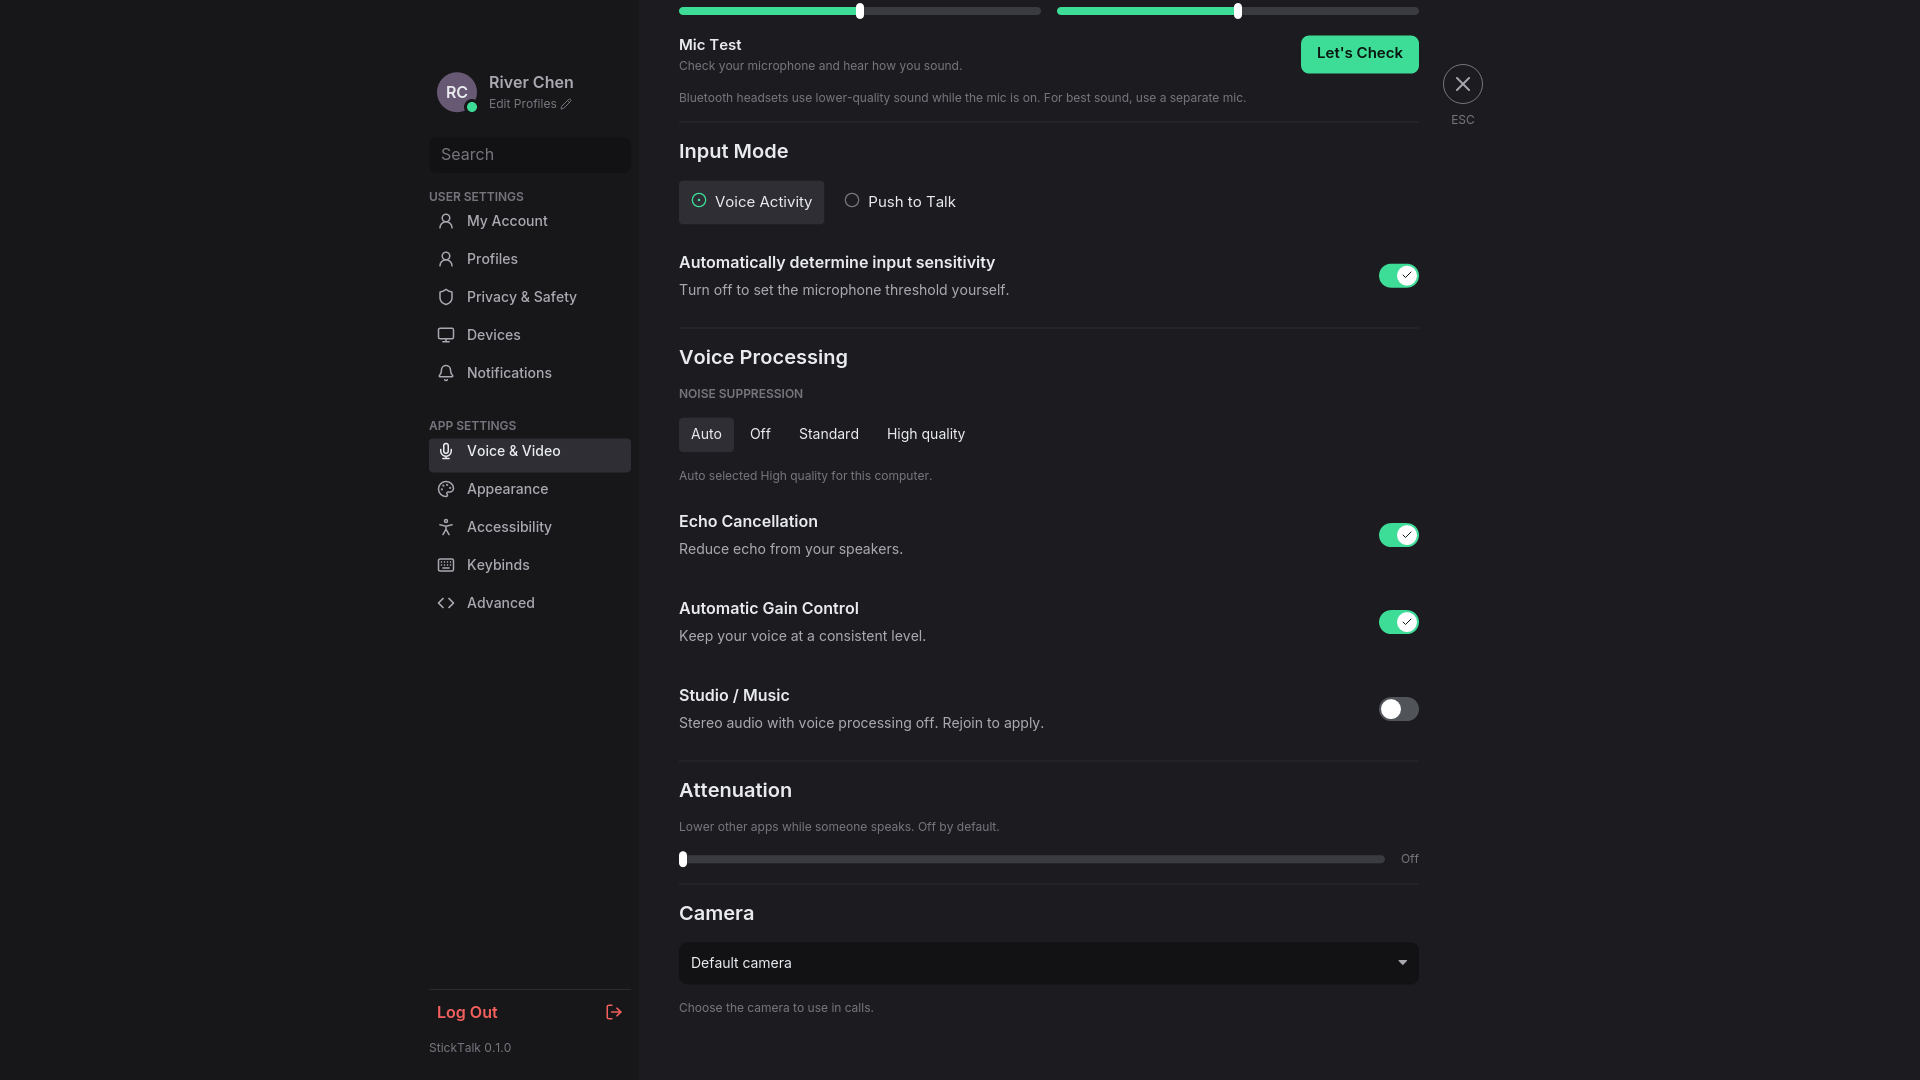 RC
River Chen
Edit Profiles
Search
USER SETTINGS
My Account
Profiles
Privacy & Safety
Devices
Notifications
APP SETTINGS
Voice & Video
Appearance
Accessibility
Keybinds
Advanced
Log Out
StickTalk 0.1.0
Mic Test
Check your microphone and hear how you sound.
Let's Check
Bluetooth headsets use lower-quality sound while the mic is on. For best sound, use a separate mic.
Input Mode
Voice Activity
Push to Talk
Automatically determine input sensitivity
Turn off to set the microphone threshold yourself.
Voice Processing
NOISE SUPPRESSION
Auto Off Standard High quality
Auto selected High quality for this computer.
Echo Cancellation
Reduce echo from your speakers.
Automatic Gain Control
Keep your voice at a consistent level.
Studio / Music
Stereo audio with voice processing off. Rejoin to apply.
Attenuation
Lower other apps while someone speaks. Off by default.
Off
Camera
Default camera
Choose the camera to use in calls.
ESC